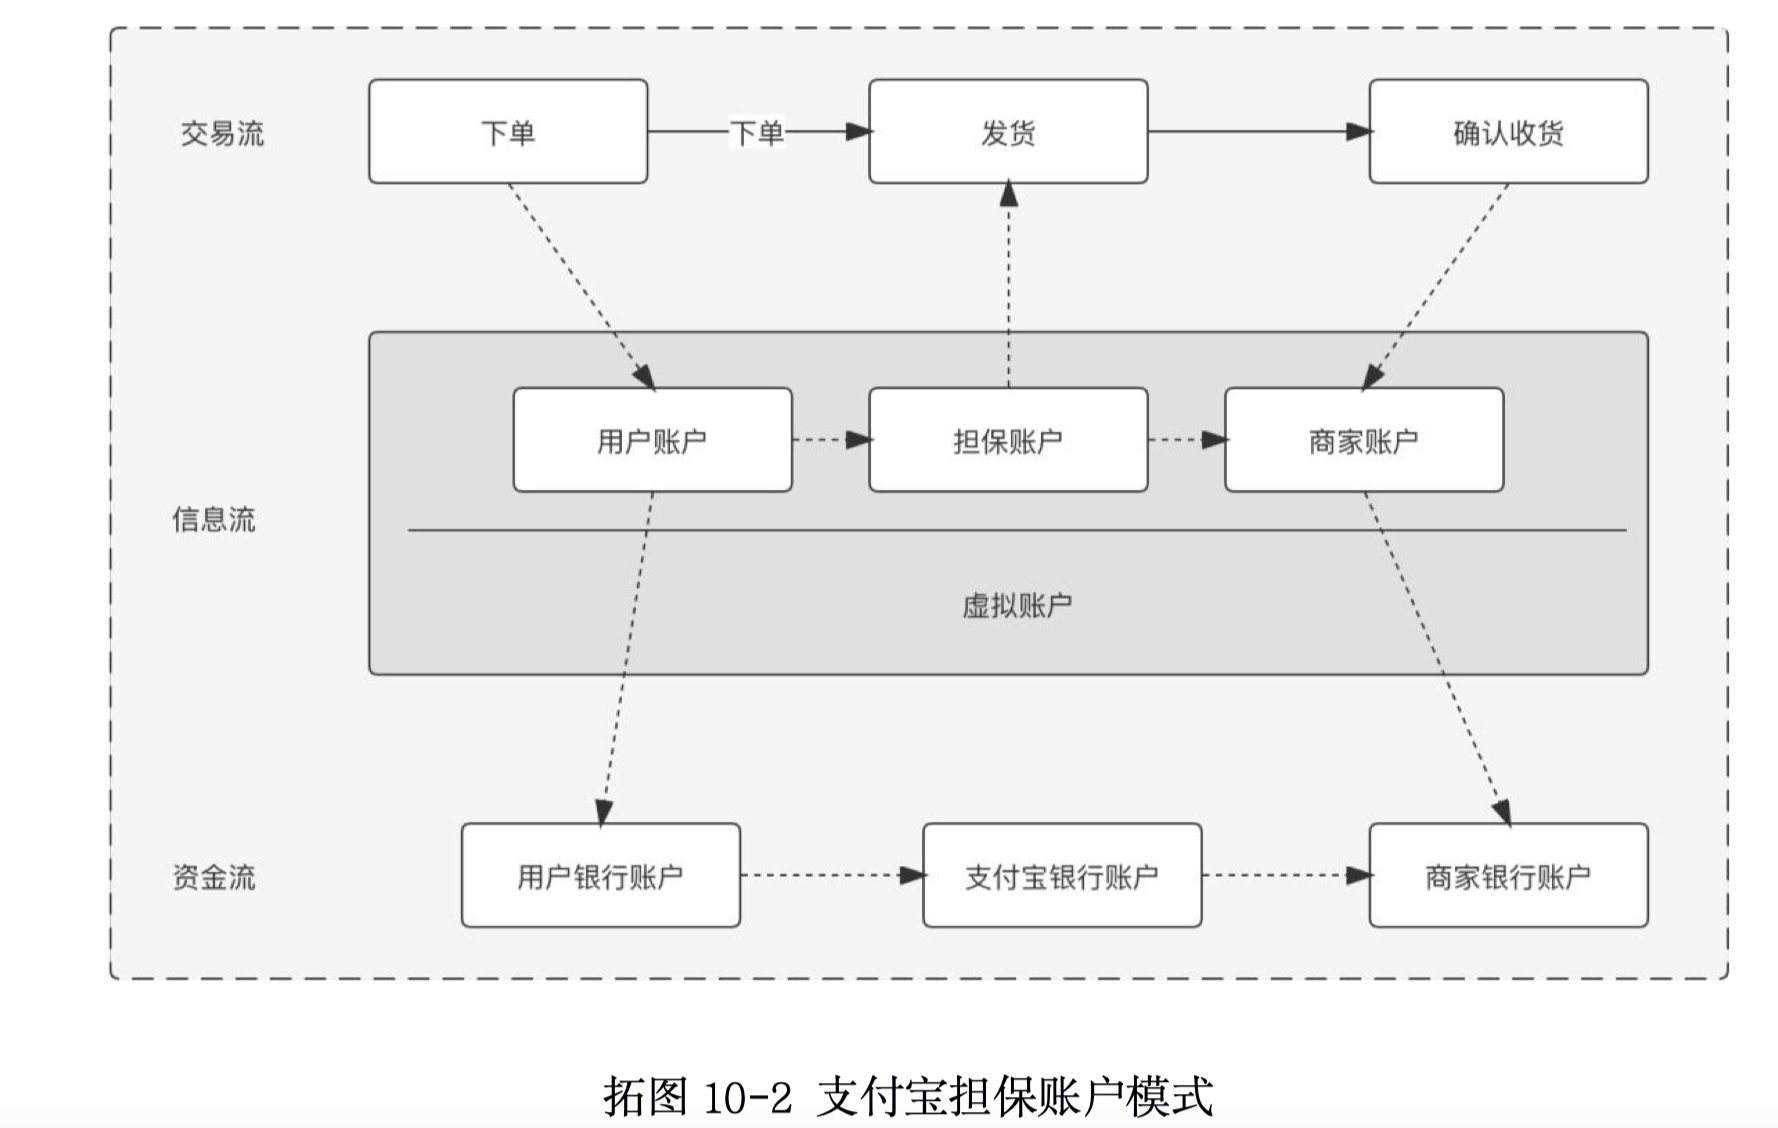 交易流
下单
下单
发货
确认收货
用户账户
担保账户
商家账户
信息流
虚拟账户
资金流
用户银行账户
支付宝银行账户
商家银行账户
拓图 10-2 支付宝担保账户模式